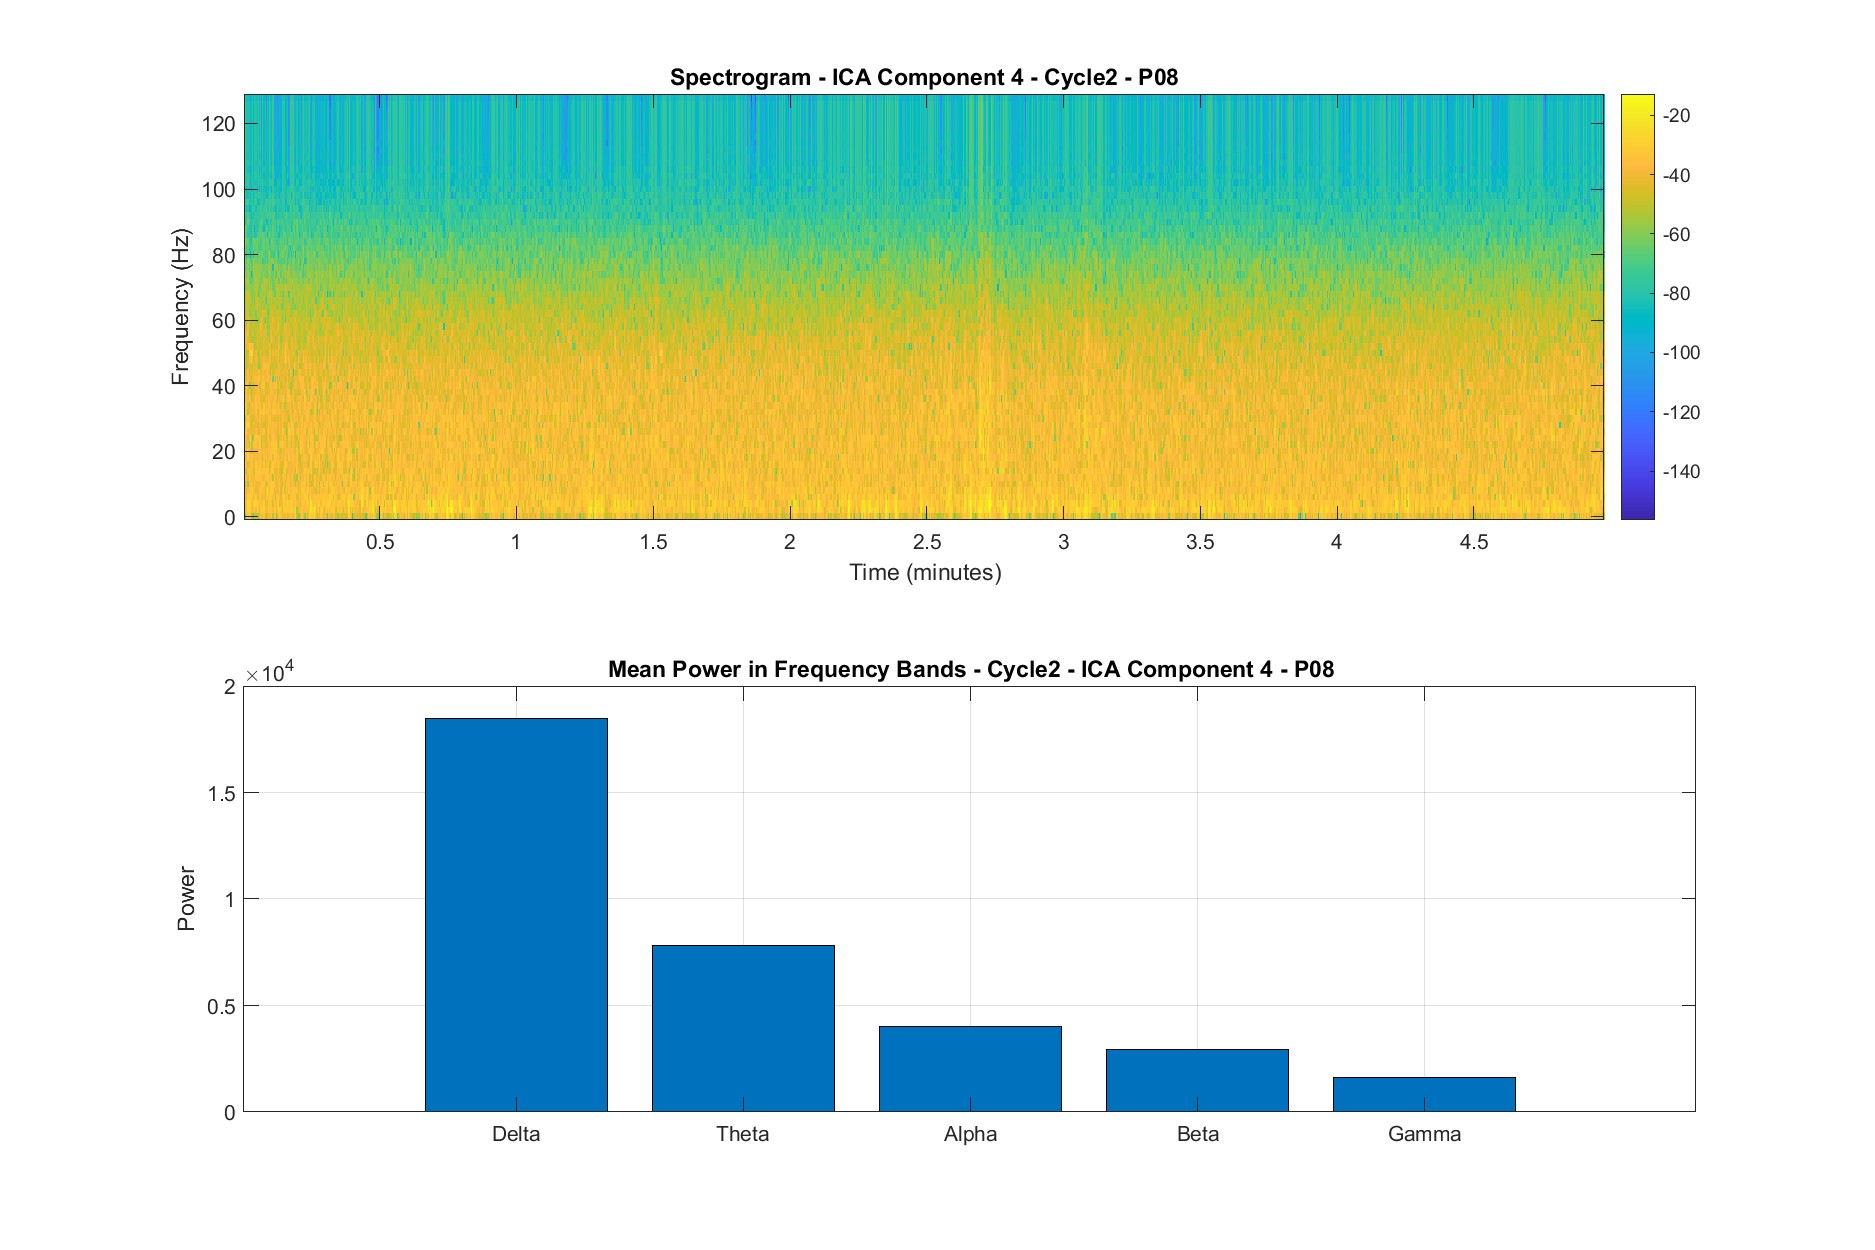 Spectrogram - ICA Component 4 - Cycle2 - P08
120
100
80
60
40
20
0
Frequency (Hz)
0.5 1 1.5 2 2.5 3 3.5 4 4.5
Time (minutes)
-20
-40
-60
-80
-100
-120
-140
Mean Power in Frequency Bands - Cycle2 - ICA Component 4 - P08
×10⁴
2
1.5
1
0.5
0
Power
Delta Theta Alpha Beta Gamma